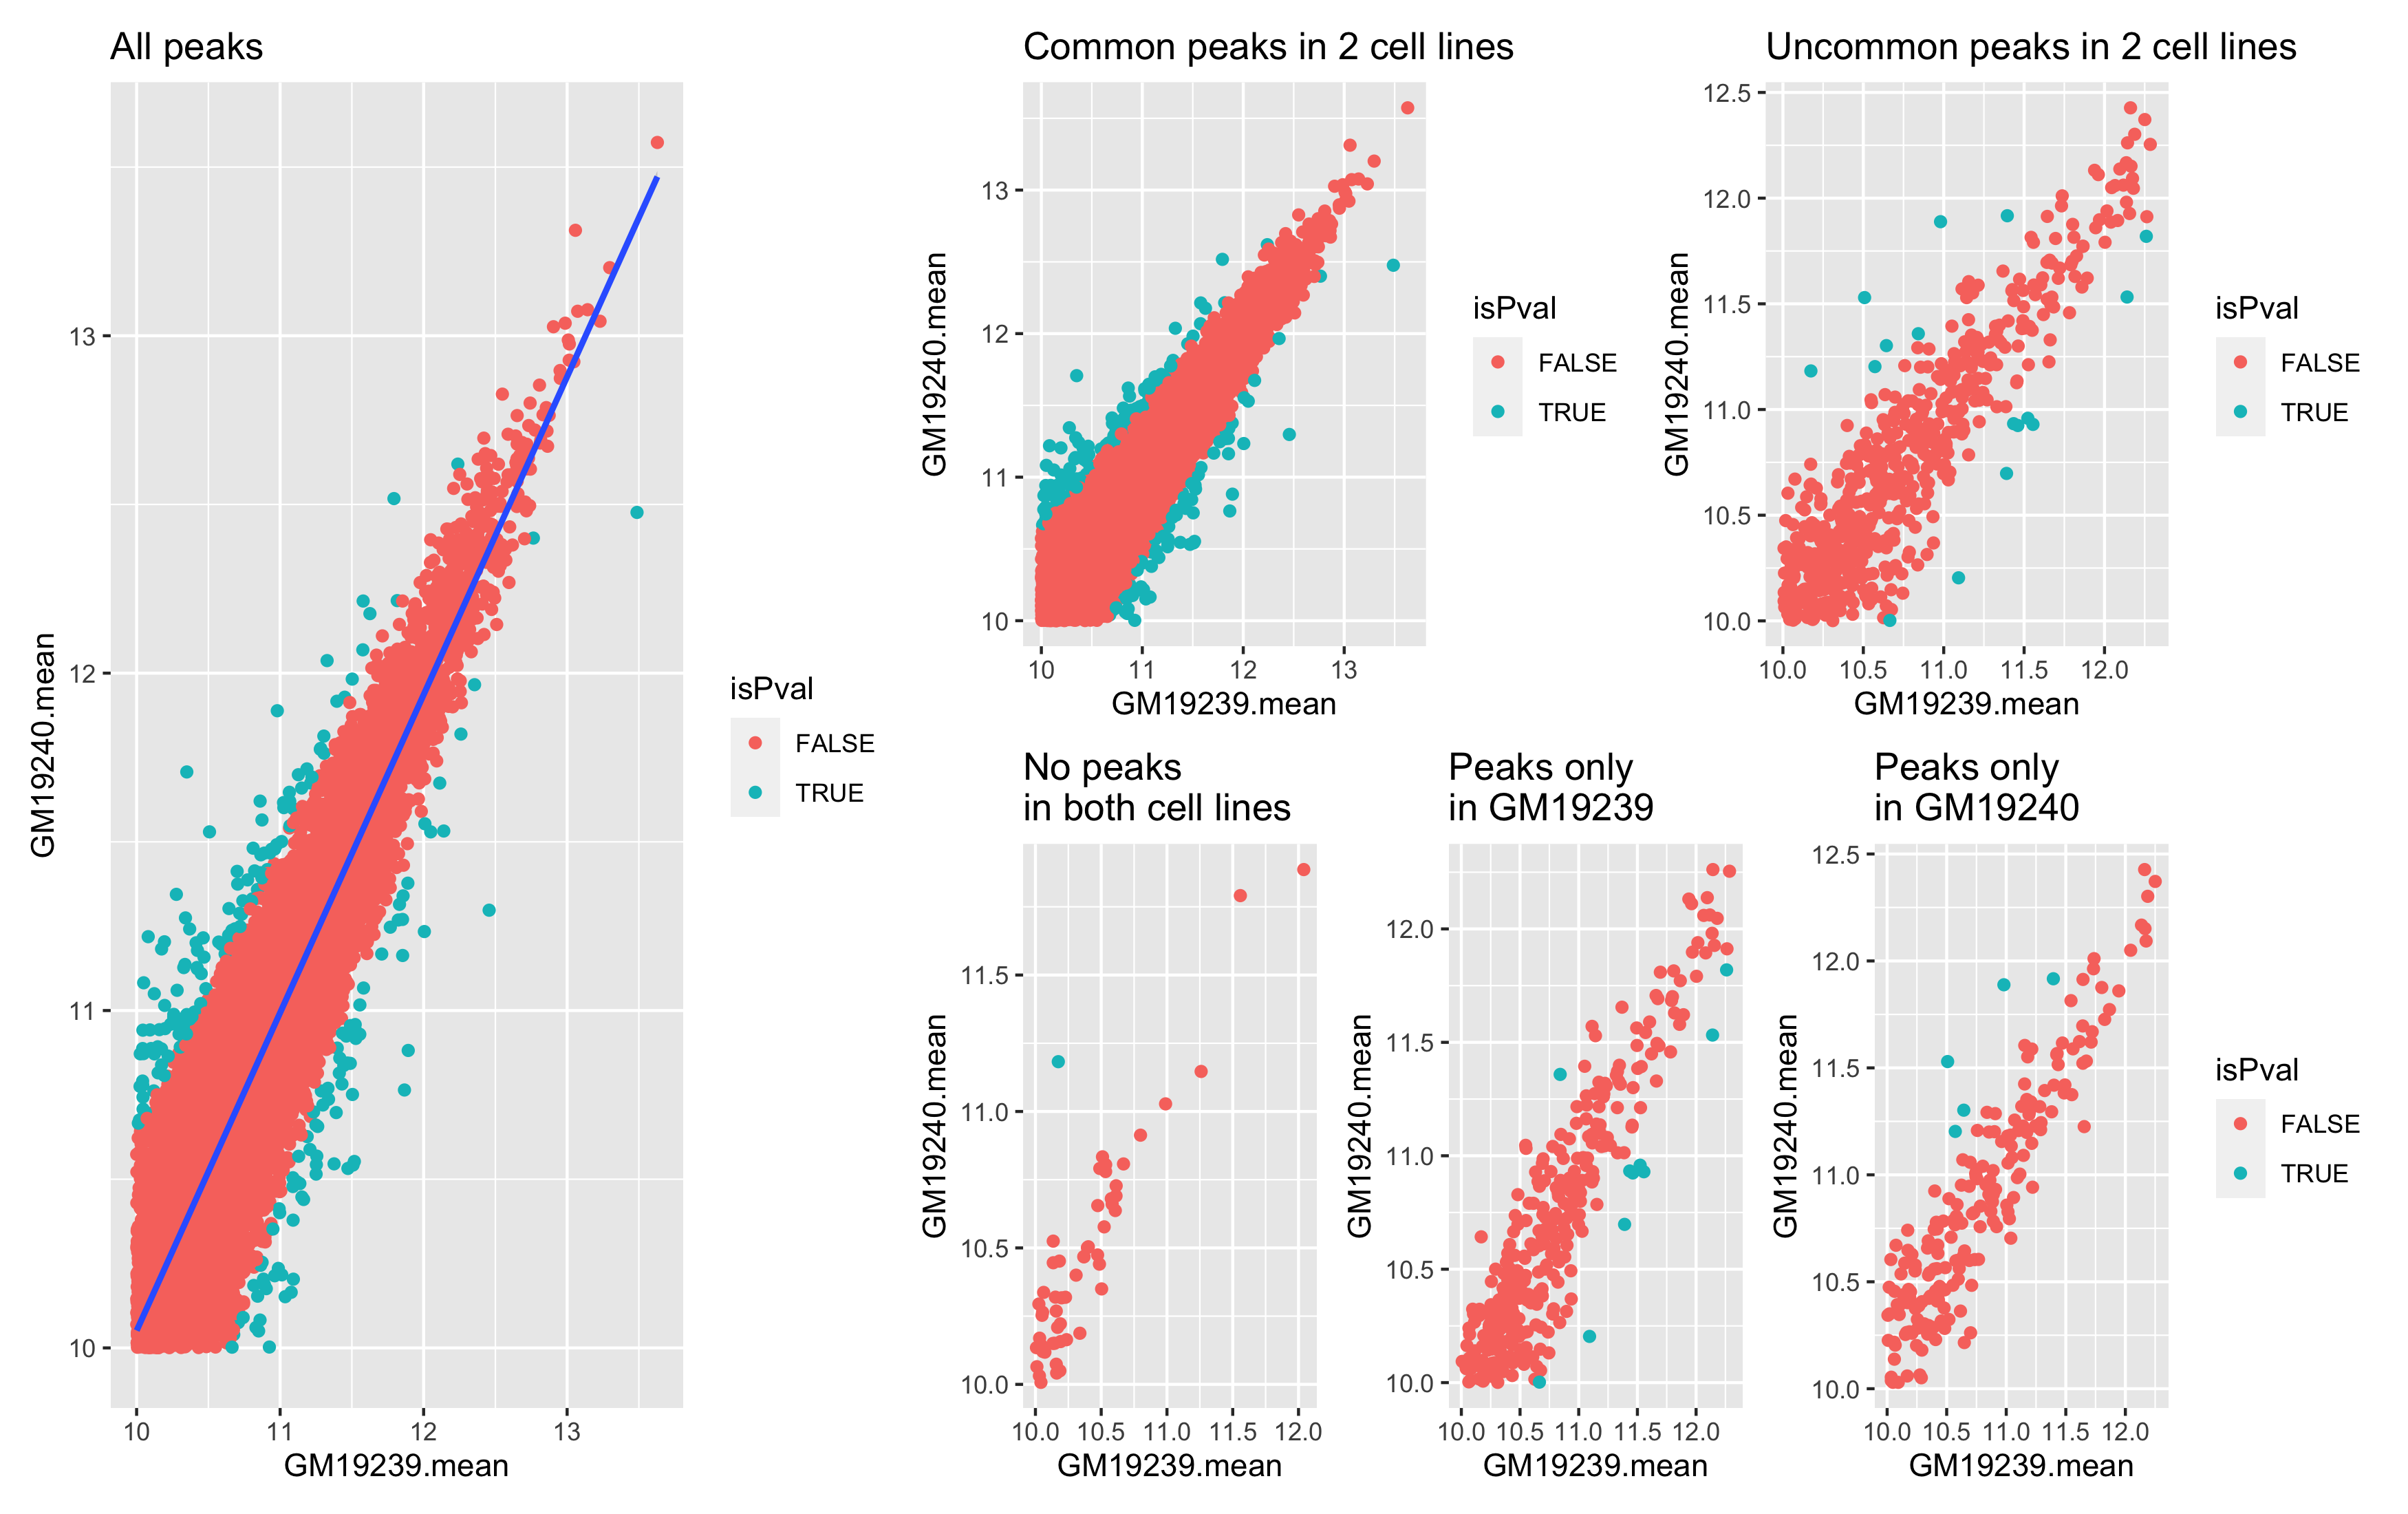 All peaks
GM19240.mean
13
12
11
10
10 11 12 13
GM19239.mean
isPval
FALSE
TRUE
Common peaks in 2 cell lines
GM19240.mean
13
12
11
10
10 11 12 13
GM19239.mean
isPval
FALSE
TRUE
Uncommon peaks in 2 cell lines
GM19240.mean
12.5
12.0
11.5
11.0
10.5
10.0
10.0 10.5 11.0 11.5 12.0
GM19239.mean
isPval
FALSE
TRUE
No peaks
in both cell lines
GM19240.mean
11.5
11.0
10.5
10.0
10.0 10.5 11.0 11.5 12.0
GM19239.mean
Peaks only
in GM19239
GM19240.mean
12.0
11.5
11.0
10.5
10.0
10.0 10.5 11.0 11.5 12.0
GM19239.mean
Peaks only
in GM19240
GM19240.mean
12.5
12.0
11.5
11.0
10.5
10.0
10.0 10.5 11.0 11.5 12.0
GM19239.mean
isPval
FALSE
TRUE